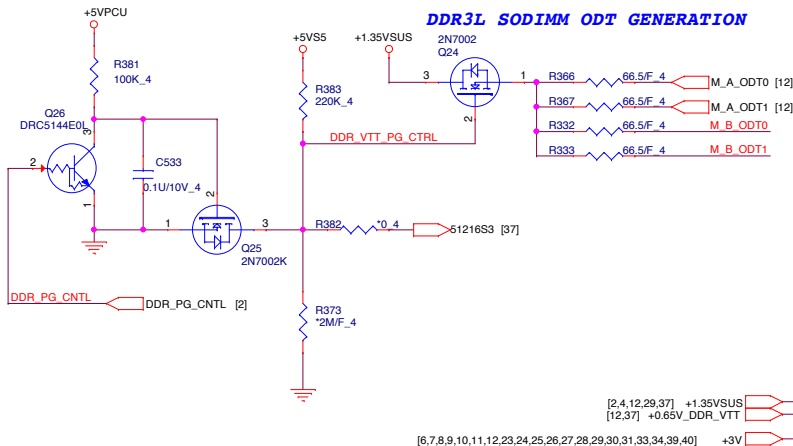 DDR3L SODIMM ODT GENERATION
+5VPCU
R381
100K_4
Q26
DRC5144E0L
3
2
1
C533
0.1U/10V_4
2
1
3
Q25
2N7002K
DDR_PG_CNTL
DDR_PG_CNTL [2]
+5VS5
R383
220K_4
DDR_VTT_PG_CTRL
R382
*0_4
51216S3 [37]
R373
*2M/F_4
+1.35VSUS
2N7002
Q24
3
1
2
R366
66.5/F_4
M_A_ODT0 [12]
R367
66.5/F_4
M_A_ODT1 [12]
R332
66.5/F_4
M_B_ODT0
R333
66.5/F_4
M_B_ODT1
[2,4,12,29,37] +1.35VSUS
[12,37] +0.65V_DDR_VTT
[6,7,8,9,10,11,12,23,24,25,26,27,28,29,30,31,33,34,39,40] +3V